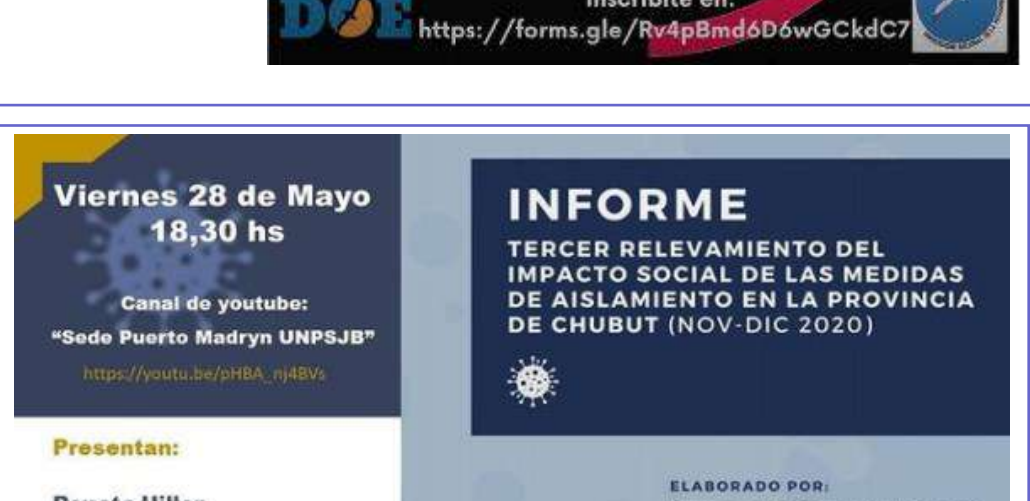 Inscribite en:
DOE
https://forms.gle/Rv4pBmd6D6wGCkdC7
Viernes 28 de Mayo
18,30 hs
Canal de youtube:
"Sede Puerto Madryn UNPSJB"
https://youtu.be/pHBA_nj4BVs
Presentan:
INFORME
TERCER RELEVAMIENTO DEL
IMPACTO SOCIAL DE LAS MEDIDAS
DE AISLAMIENTO EN LA PROVINCIA
DE CHUBUT (NOV-DIC 2020)
ELABORADO POR: